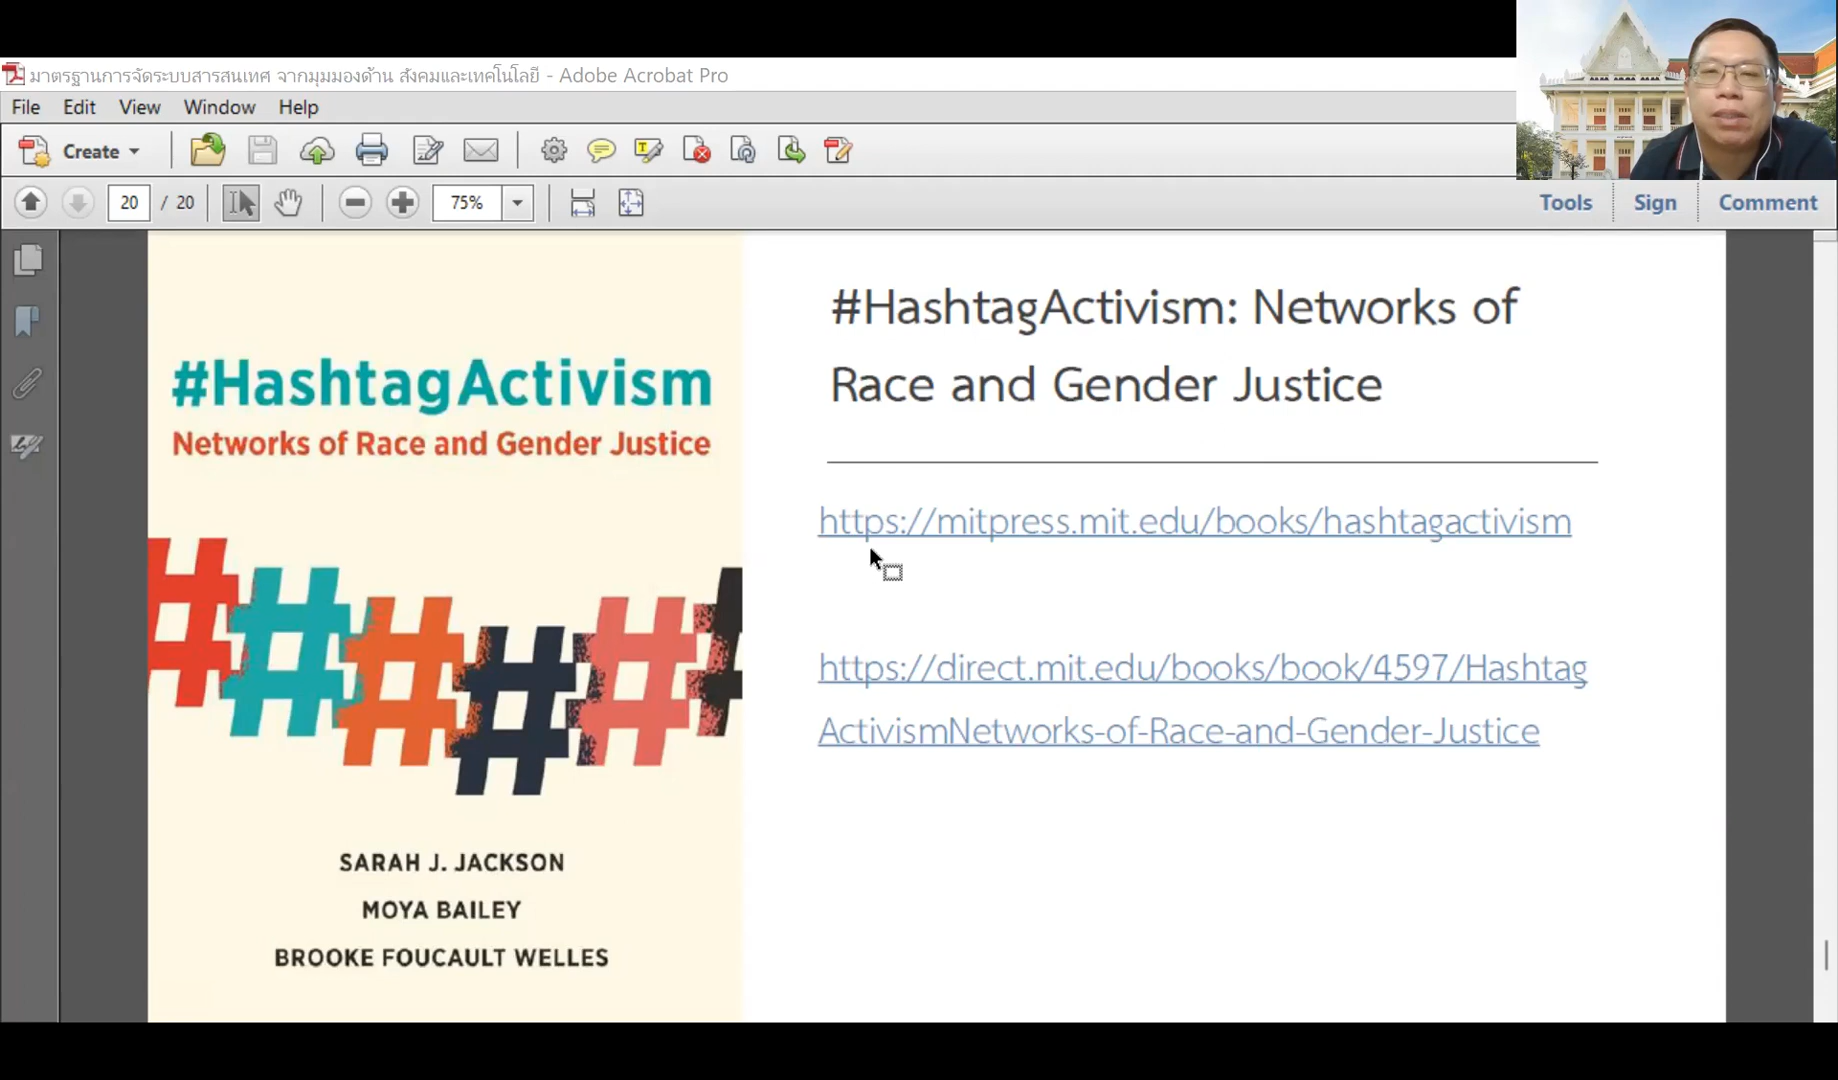 มาตรฐานการจัดระบบสารสนเทศ จากมุมมองด้าน สังคมและเทคโนโลยี - Adobe Acrobat Pro
File Edit View Window Help
Create
20 / 20 75% Tools Sign Comment
#HashtagActivism
Networks of Race and Gender Justice
SARAH J. JACKSON
MOYA BAILEY
BROOKE FOUCAULT WELLES
#HashtagActivism: Networks of
Race and Gender Justice
https://mitpress.mit.edu/books/hashtagactivism
https://direct.mit.edu/books/book/4597/Hashtag
ActivismNetworks-of-Race-and-Gender-Justice